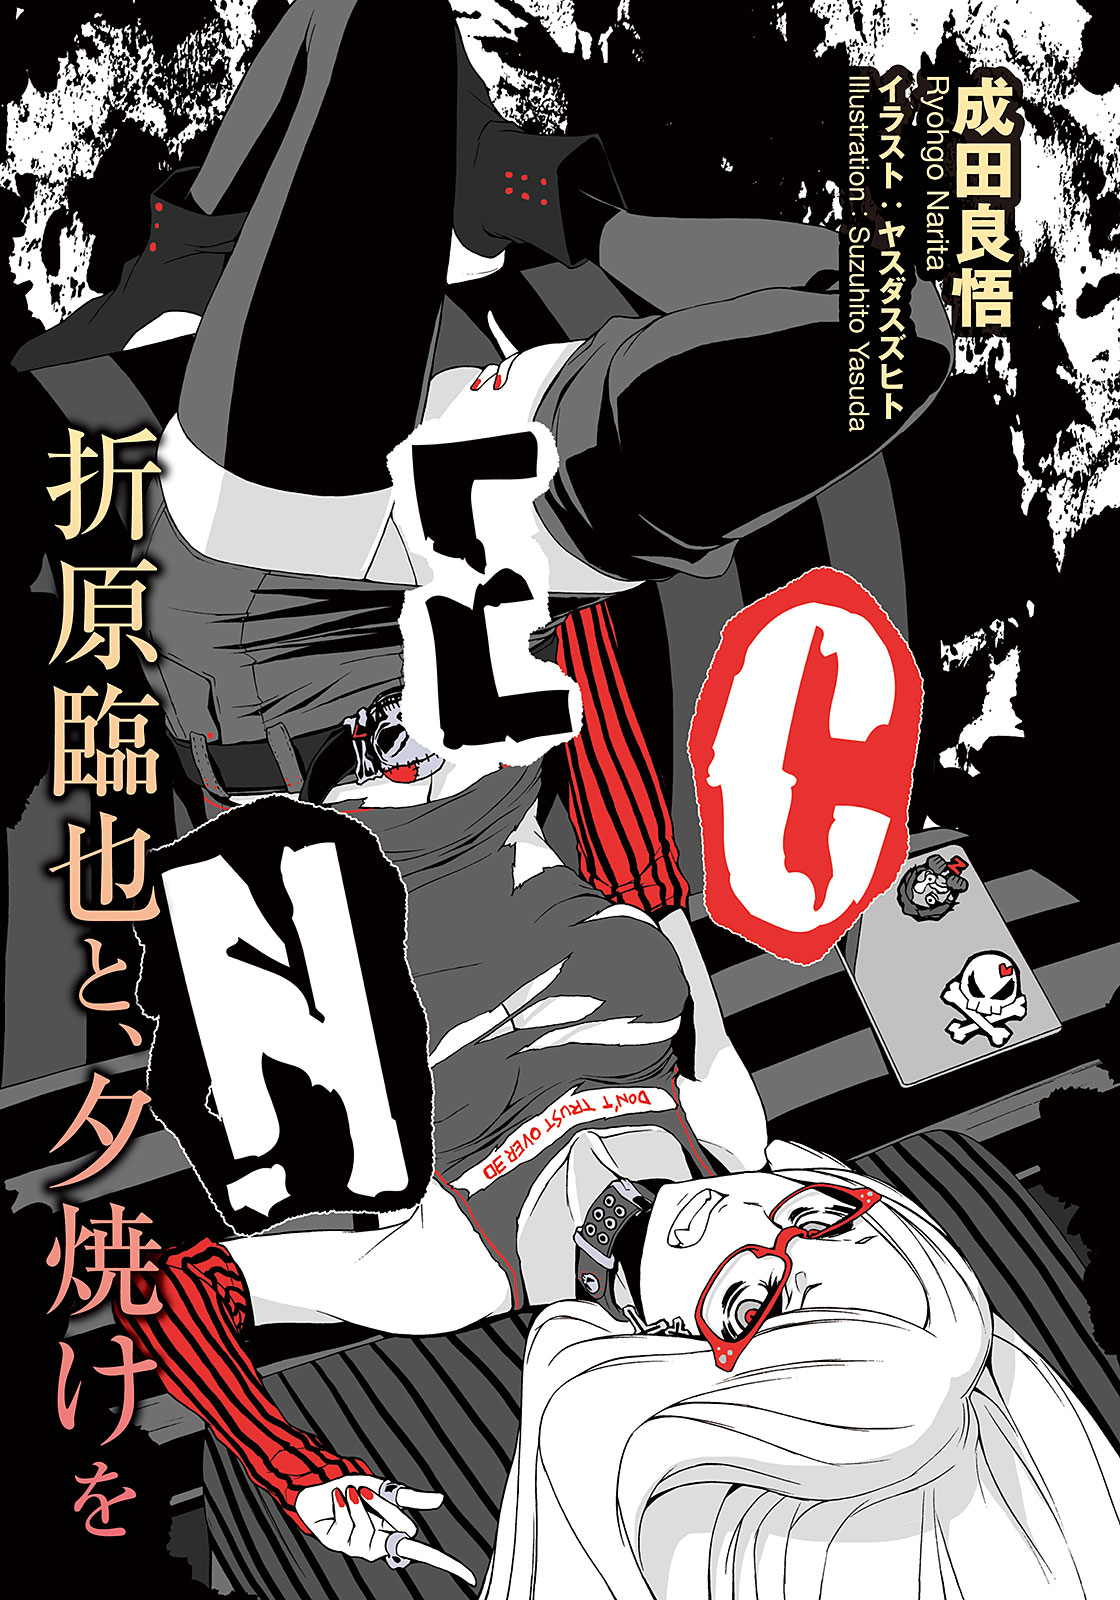 成田良悟
Ryohgo Narita
イラスト:ヤスダスズヒト
Illustration : Suzuhito Yasuda
折原臨也と、夕焼けを
C
DON'T TRUST OVER 30